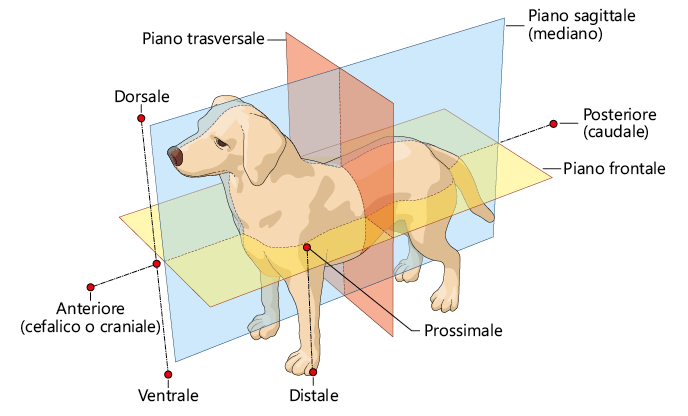 Piano sagittale
(mediano)
Piano trasversale
Dorsale
Posteriore
(caudale)
Piano frontale
Anteriore
(cefalico o craniale)
Prossimale
Ventrale
Distale